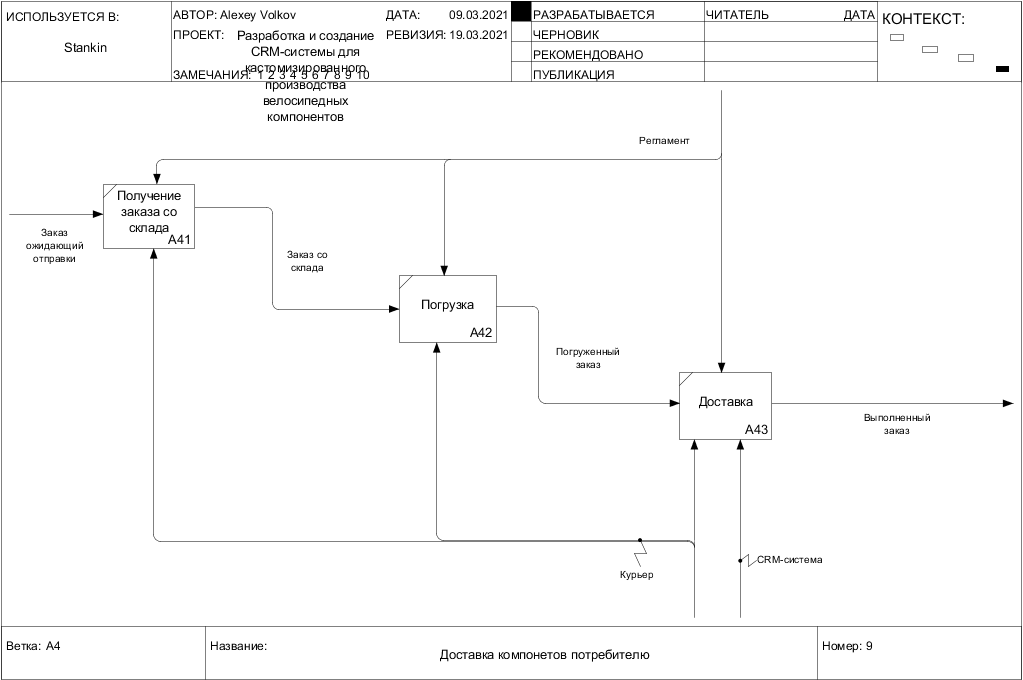 ИСПОЛЬЗУЕТСЯ В:
Stankin
АВТОР: Alexey Volkov
ДАТА: 09.03.2021
ПРОЕКТ: Разработка и создание
CRM-системы для
кастомизированного
производства
велосипедных
компонентов
РЕВИЗИЯ: 19.03.2021
ЗАМЕЧАНИЯ: 1 2 3 4 5 6 7 8 9 10
РАЗРАБАТЫВАЕТСЯ
ЧЕРНОВИК
РЕКОМЕНДОВАНО
ПУБЛИКАЦИЯ
ЧИТАТЕЛЬ
ДАТА
КОНТЕКСТ:
Регламент
Получение
заказа со
склада
A41
Заказ
ожидающий
отправки
Заказ со
склада
Погрузка
A42
Погруженный
заказ
Доставка
A43
Выполненный
заказ
Курьер
CRM-система
Ветка: A4
Название:
Доставка компонетов потребителю
Номер: 9